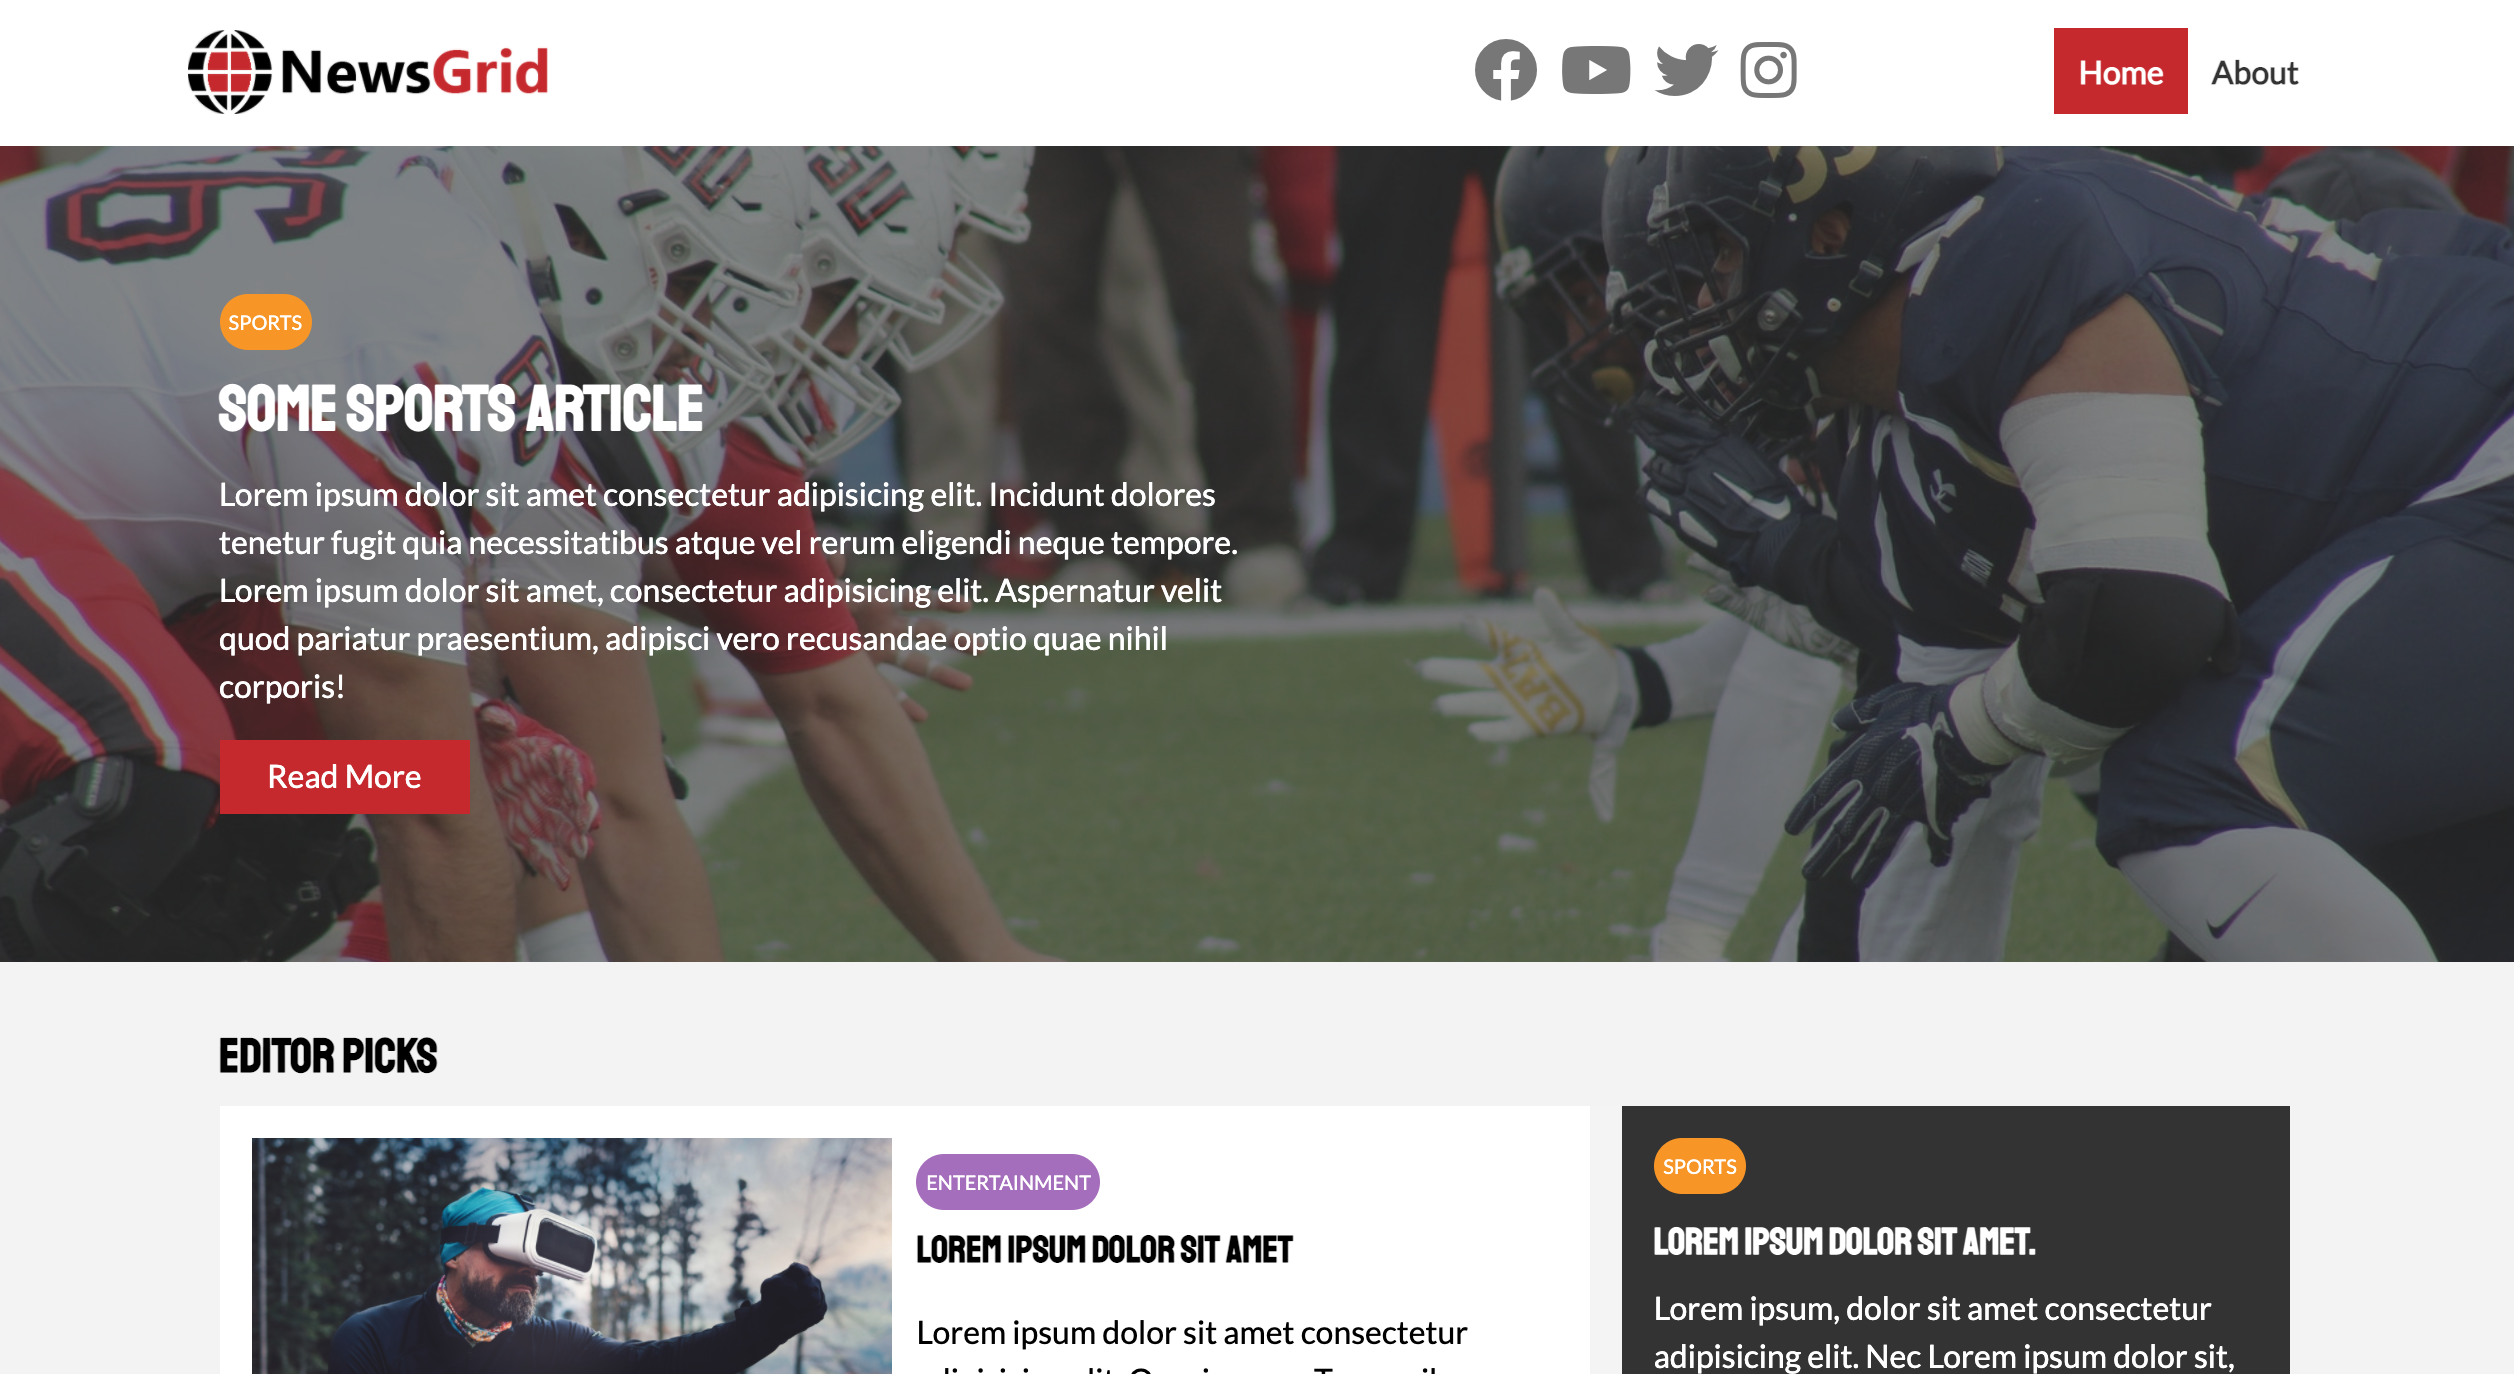 NewsGrid
Home About
SPORTS
SOME SPORTS ARTICLE
Lorem ipsum dolor sit amet consectetur adipisicing elit. Incidunt dolores
tenetur fugit quia necessitatibus atque vel rerum eligendi neque tempore.
Lorem ipsum dolor sit amet, consectetur adipisicing elit. Aspernatur velit
quod pariatur praesentium, adipisci vero recusandae optio quae nihil
corporis!
Read More
EDITOR PICKS
ENTERTAINMENT
LOREM IPSUM DOLOR SIT AMET
Lorem ipsum dolor sit amet consectetur
SPORTS
LOREM IPSUM DOLOR SIT AMET.
Lorem ipsum, dolor sit amet consectetur
adipisicing elit. Nec Lorem ipsum dolor sit,